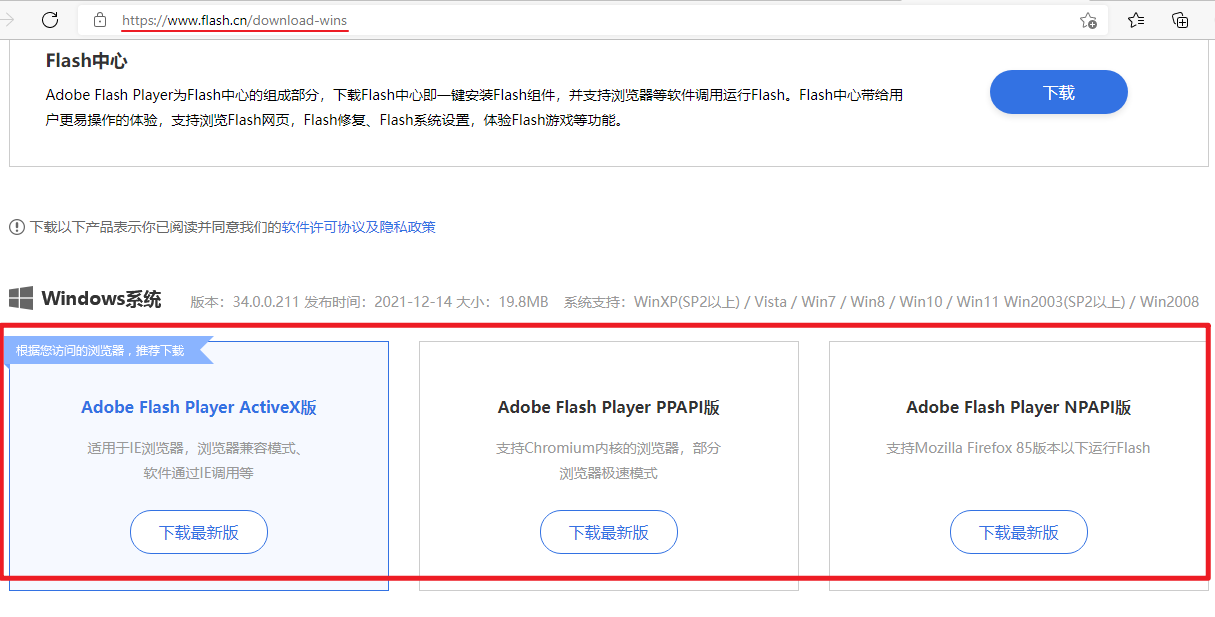 https://www.flash.cn/download-wins
Flash中心
Adobe Flash Player为Flash中心的组成部分，下载Flash中心即一键安装Flash组件，并支持浏览器等软件调用运行Flash。Flash中心带给用
户更易操作的体验，支持浏览Flash网页，Flash修复、Flash系统设置，体验Flash游戏等功能。
下载
下载以下产品表示你已阅读并同意我们的软件许可协议及隐私政策
Windows系统 版本：34.0.0.211 发布时间：2021-12-14 大小：19.8MB 系统支持：WinXP(SP2以上) / Vista / Win7 / Win8 / Win10 / Win11 Win2003(SP2以上) / Win2008
根据您访问的浏览器，推荐下载
Adobe Flash Player ActiveX版
适用于IE浏览器，浏览器兼容模式、
软件通过IE调用等
下载最新版
Adobe Flash Player PPAPI版
支持Chromium内核的浏览器，部分
浏览器极速模式
下载最新版
Adobe Flash Player NPAPI版
支持Mozilla Firefox 85版本以下运行Flash
下载最新版